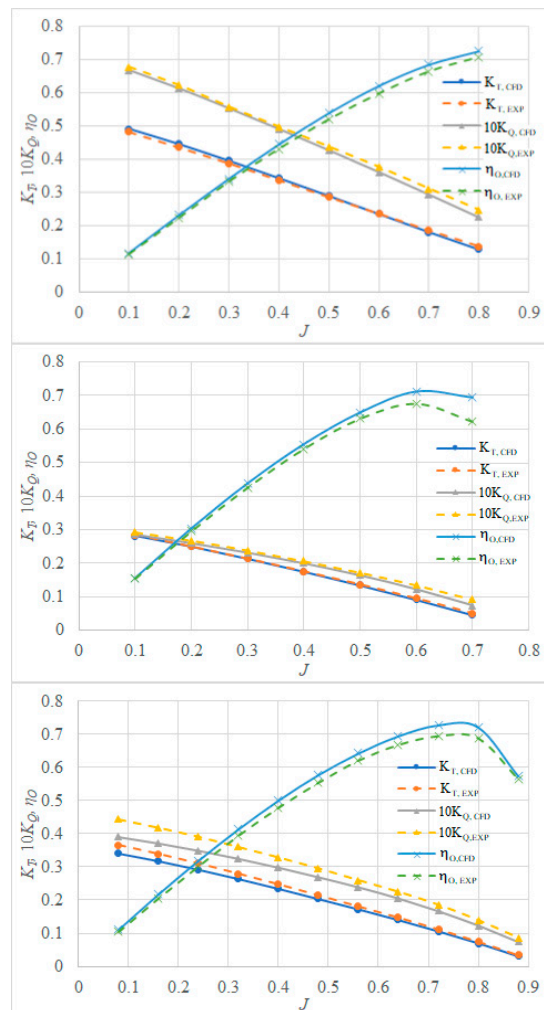 0.8
0.7
0.6
0.5
0.4
0.3
0.2
0.1
0
K_T, 10K_Q, η_O
K_T, CFD
K_T, EXP
10K_Q, CFD
10K_Q,EXP
η_O,CFD
η_O, EXP
0 0.1 0.2 0.3 0.4 0.5 0.6 0.7 0.8 0.9
J
0.8
0.7
0.6
0.5
0.4
0.3
0.2
0.1
0
K_T, 10K_Q, η_O
K_T, CFD
K_T, EXP
10K_Q, CFD
10K_Q,EXP
η_O,CFD
η_O, EXP
0 0.1 0.2 0.3 0.4 0.5 0.6 0.7 0.8
J
0.8
0.7
0.6
0.5
0.4
0.3
0.2
0.1
0
K_T, 10K_Q, η_O
K_T, CFD
K_T, EXP
10K_Q, CFD
10K_Q,EXP
η_O,CFD
η_O, EXP
0 0.1 0.2 0.3 0.4 0.5 0.6 0.7 0.8 0.9
J